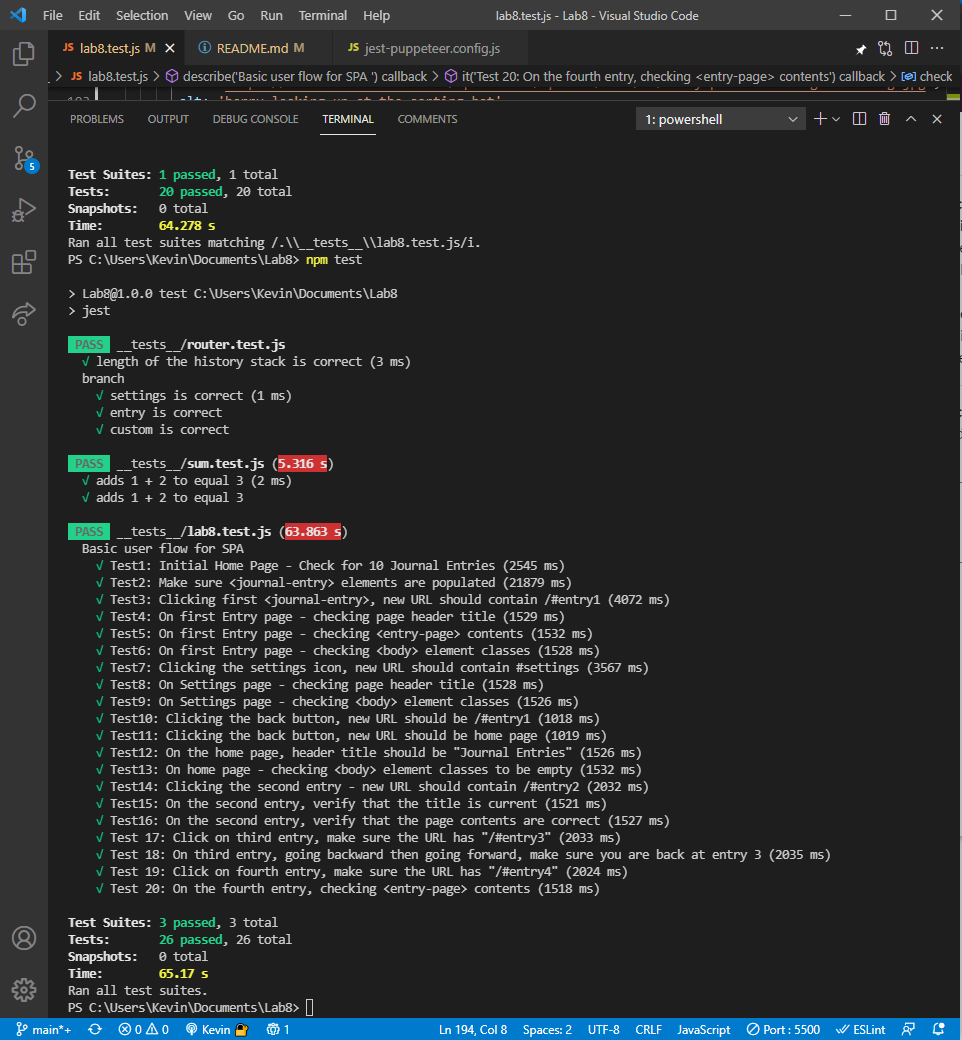 File Edit Selection View Go Run Terminal Help lab8.test.js - Lab8 - Visual Studio Code
JS lab8.test.js M README.md M JS jest-puppeteer.config.js
JS lab8.test.js > describe('Basic user flow for SPA ') callback > it('Test 20: On the fourth entry, checking <entry-page> contents') callback > check
PROBLEMS OUTPUT DEBUG CONSOLE TERMINAL COMMENTS 1: powershell
Test Suites: 1 passed, 1 total
Tests: 20 passed, 20 total
Snapshots: 0 total
Time: 64.278 s
Ran all test suites matching /.\\__tests__\\lab8.test.js/i.
PS C:\Users\Kevin\Documents\Lab8> npm test
> Lab8@1.0.0 test C:\Users\Kevin\Documents\Lab8
> jest
PASS __tests__/router.test.js
√ length of the history stack is correct (3 ms)
branch
√ settings is correct (1 ms)
√ entry is correct
√ custom is correct
PASS __tests__/sum.test.js (5.316 s)
√ adds 1 + 2 to equal 3 (2 ms)
√ adds 1 + 2 to equal 3
PASS __tests__/lab8.test.js (63.863 s)
Basic user flow for SPA
√ Test1: Initial Home Page - Check for 10 Journal Entries (2545 ms)
√ Test2: Make sure <journal-entry> elements are populated (21879 ms)
√ Test3: Clicking first <journal-entry>, new URL should contain /#entry1 (4072 ms)
√ Test4: On first Entry page - checking page header title (1529 ms)
√ Test5: On first Entry page - checking <entry-page> contents (1532 ms)
√ Test6: On first Entry page - checking <body> element classes (1528 ms)
√ Test7: Clicking the settings icon, new URL should contain #settings (3567 ms)
√ Test8: On Settings page - checking page header title (1528 ms)
√ Test9: On Settings page - checking <body> element classes (1526 ms)
√ Test10: Clicking the back button, new URL should be /#entry1 (1018 ms)
√ Test11: Clicking the back button, new URL should be home page (1019 ms)
√ Test12: On the home page, header title should be "Journal Entries" (1526 ms)
√ Test13: On home page - checking <body> element classes to be empty (1532 ms)
√ Test14: Clicking the second entry - new URL should contain /#entry2 (2032 ms)
√ Test15: On the second entry, verify that the title is current (1521 ms)
√ Test16: On the second entry, verify that the page contents are correct (1527 ms)
√ Test 17: Click on third entry, make sure the URL has "/#entry3" (2033 ms)
√ Test 18: On third entry, going backward then going forward, make sure you are back at entry 3 (2035 ms)
√ Test 19: Click on fourth entry, make sure the URL has "/#entry4" (2024 ms)
√ Test 20: On the fourth entry, checking <entry-page> contents (1518 ms)
Test Suites: 3 passed, 3 total
Tests: 26 passed, 26 total
Snapshots: 0 total
Time: 65.17 s
Ran all test suites.
PS C:\Users\Kevin\Documents\Lab8>
5
main*+ 0 0 Kevin 1 Ln 194, Col 8 Spaces: 2 UTF-8 CRLF JavaScript Port : 5500 ESLint